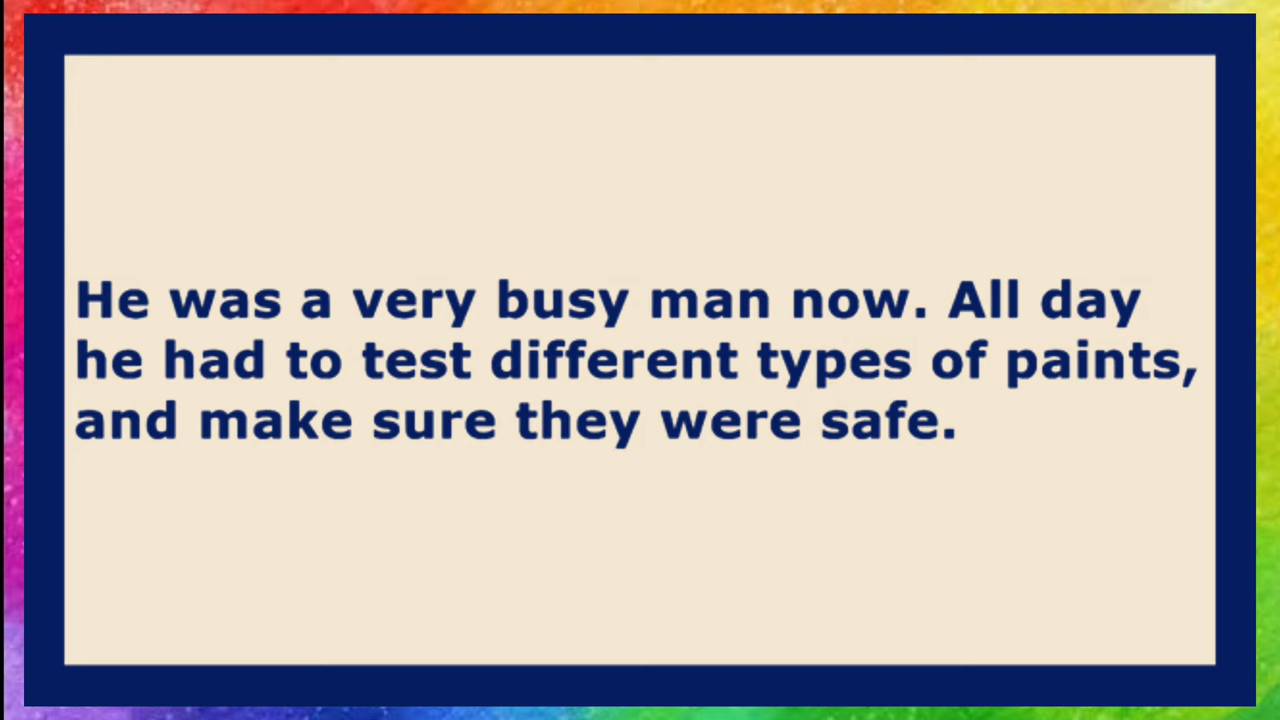 He was a very busy man now. All day
he had to test different types of paints,
and make sure they were safe.